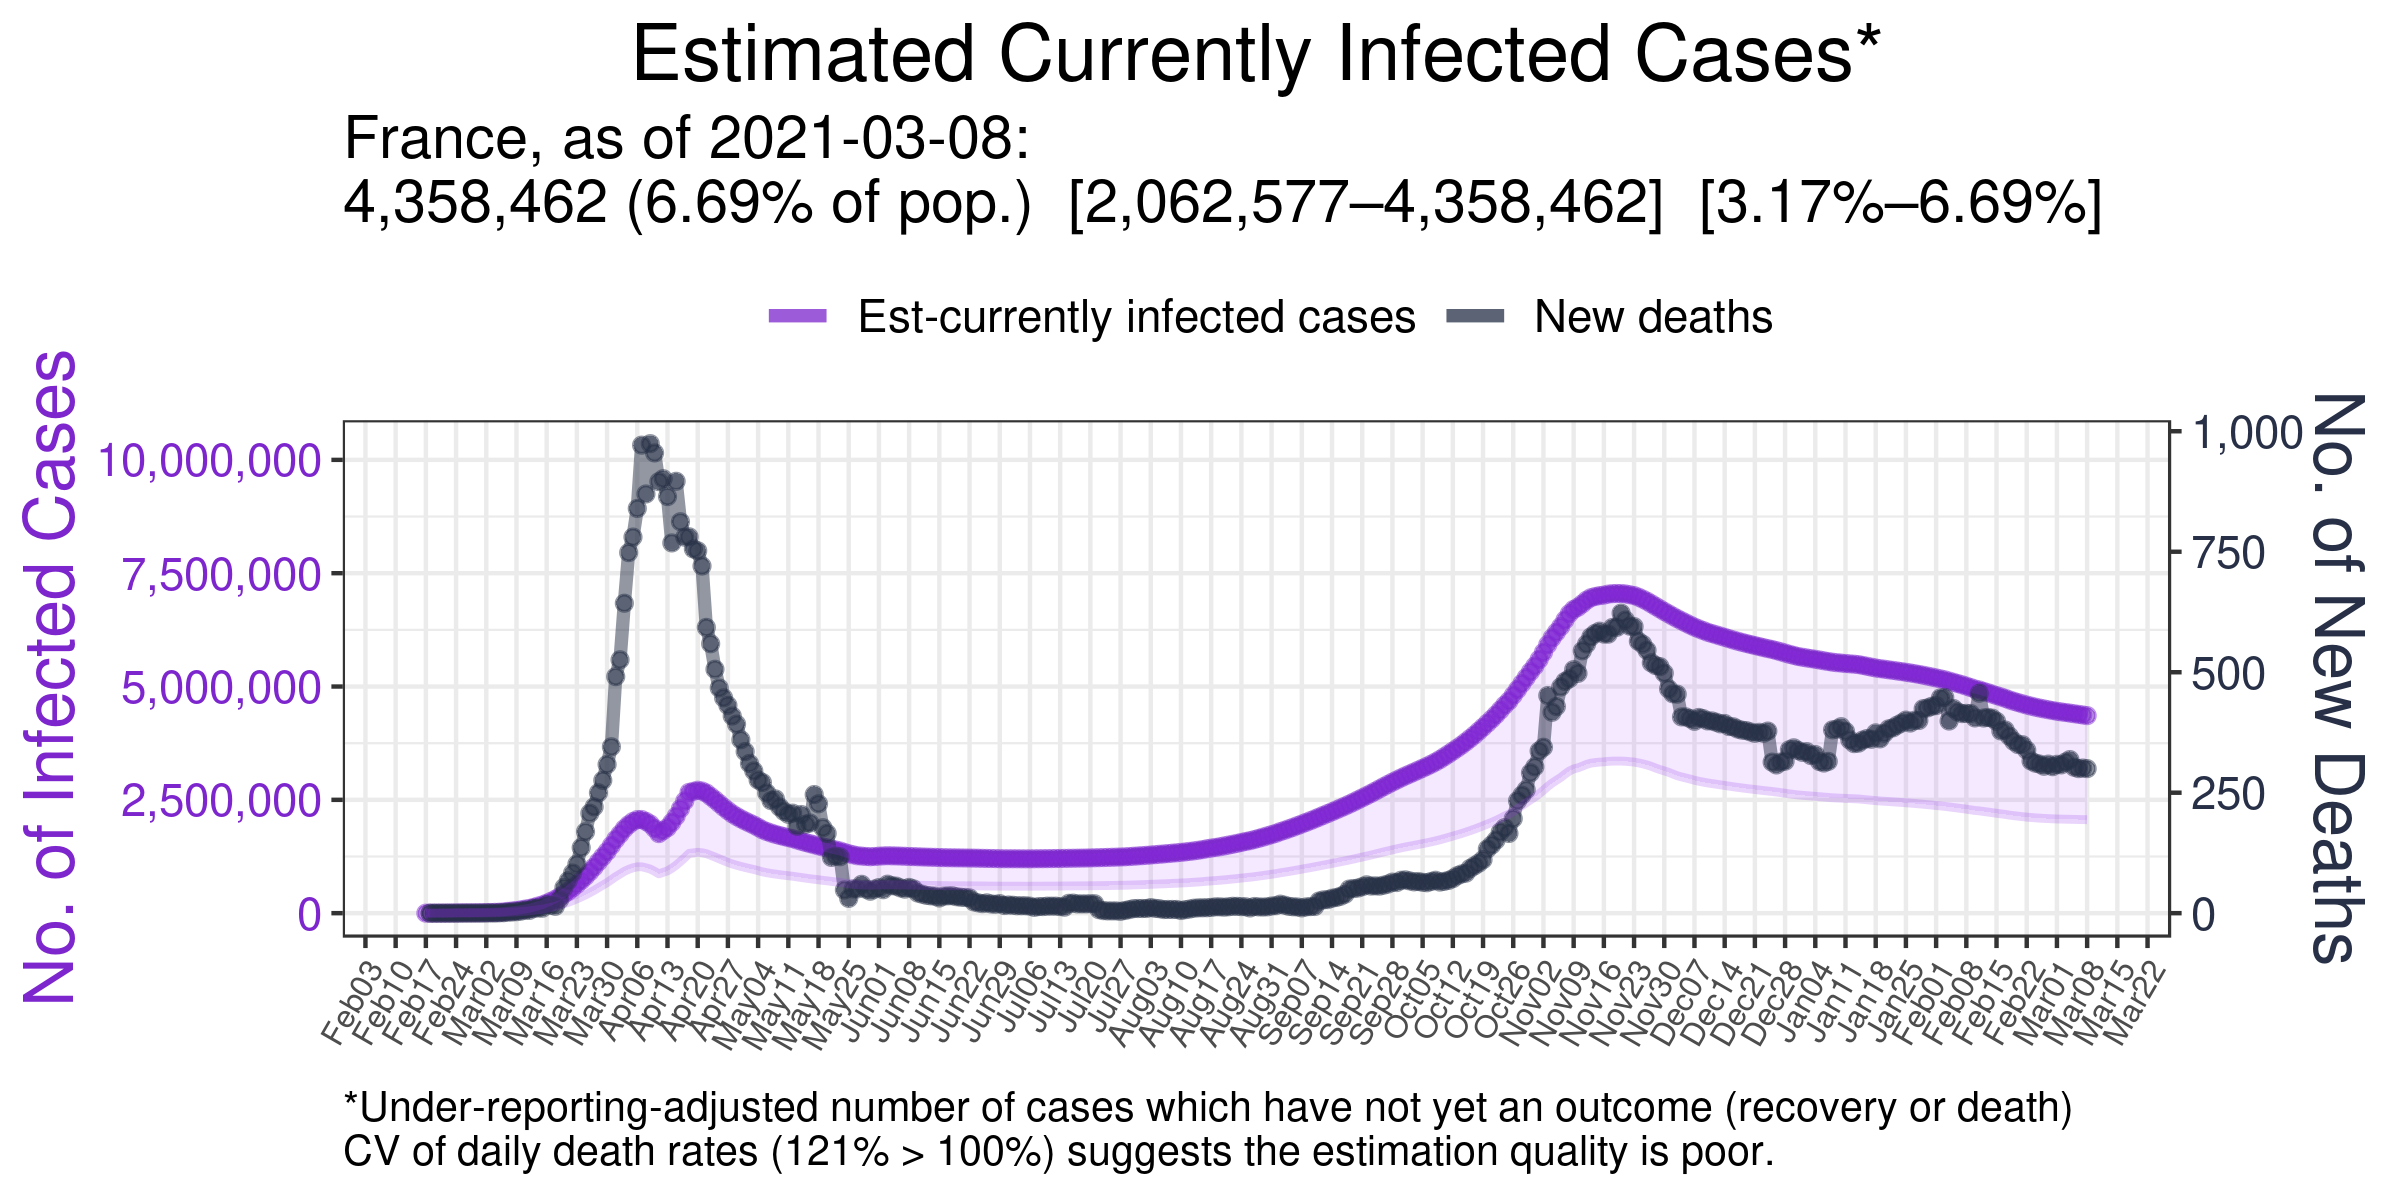 Estimated Currently Infected Cases*
France, as of 2021-03-08:
4,358,462 (6.69% of pop.) [2,062,577–4,358,462] [3.17%–6.69%]
Est-currently infected cases New deaths
No. of Infected Cases
10,000,000
7,500,000
5,000,000
2,500,000
0
1,000
750
500
250
0
No. of New Deaths
Feb03 Feb10 Feb17 Feb24 Mar02 Mar09 Mar16 Mar23 Mar30 Apr06 Apr13 Apr20 Apr27 May04 May11 May18 May25 Jun01 Jun08 Jun15 Jun22 Jun29 Jul06 Jul13 Jul20 Jul27 Aug03 Aug10 Aug17 Aug24 Aug31 Sep07 Sep14 Sep21 Sep28 Oct05 Oct12 Oct19 Oct26 Nov02 Nov09 Nov16 Nov23 Nov30 Dec07 Dec14 Dec21 Dec28 Jan04 Jan11 Jan18 Jan25 Feb01 Feb08 Feb15 Feb22 Mar01 Mar08 Mar15 Mar22
*Under-reporting-adjusted number of cases which have not yet an outcome (recovery or death)
CV of daily death rates (121% > 100%) suggests the estimation quality is poor.